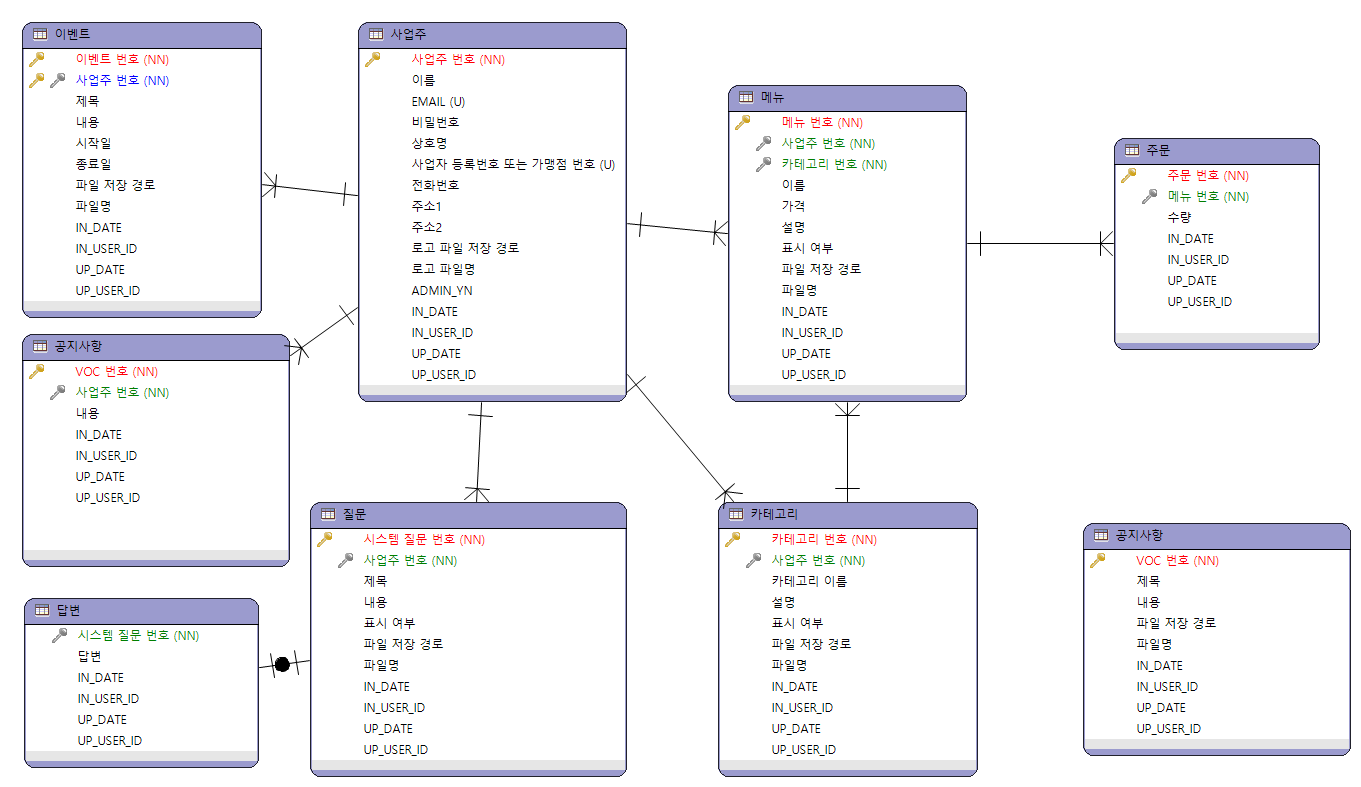 이벤트
이벤트 번호 (NN)
사업주 번호 (NN)
제목
내용
시작일
종료일
파일 저장 경로
파일명
IN_DATE
IN_USER_ID
UP_DATE
UP_USER_ID
사업주
사업주 번호 (NN)
이름
EMAIL (U)
비밀번호
상호명
사업자 등록번호 또는 가맹점 번호 (U)
전화번호
주소1
주소2
로고 파일 저장 경로
로고 파일명
ADMIN_YN
IN_DATE
IN_USER_ID
UP_DATE
UP_USER_ID
메뉴
메뉴 번호 (NN)
사업주 번호 (NN)
카테고리 번호 (NN)
이름
가격
설명
표시 여부
파일 저장 경로
파일명
IN_DATE
IN_USER_ID
UP_DATE
UP_USER_ID
주문
주문 번호 (NN)
메뉴 번호 (NN)
수량
IN_DATE
IN_USER_ID
UP_DATE
UP_USER_ID
공지사항
VOC 번호 (NN)
사업주 번호 (NN)
내용
IN_DATE
IN_USER_ID
UP_DATE
UP_USER_ID
질문
시스템 질문 번호 (NN)
사업주 번호 (NN)
제목
내용
표시 여부
파일 저장 경로
파일명
IN_DATE
IN_USER_ID
UP_DATE
UP_USER_ID
카테고리
카테고리 번호 (NN)
사업주 번호 (NN)
카테고리 이름
설명
표시 여부
파일 저장 경로
파일명
IN_DATE
IN_USER_ID
UP_DATE
UP_USER_ID
공지사항
VOC 번호 (NN)
제목
내용
파일 저장 경로
파일명
IN_DATE
IN_USER_ID
UP_DATE
UP_USER_ID
답변
시스템 질문 번호 (NN)
답변
IN_DATE
IN_USER_ID
UP_DATE
UP_USER_ID